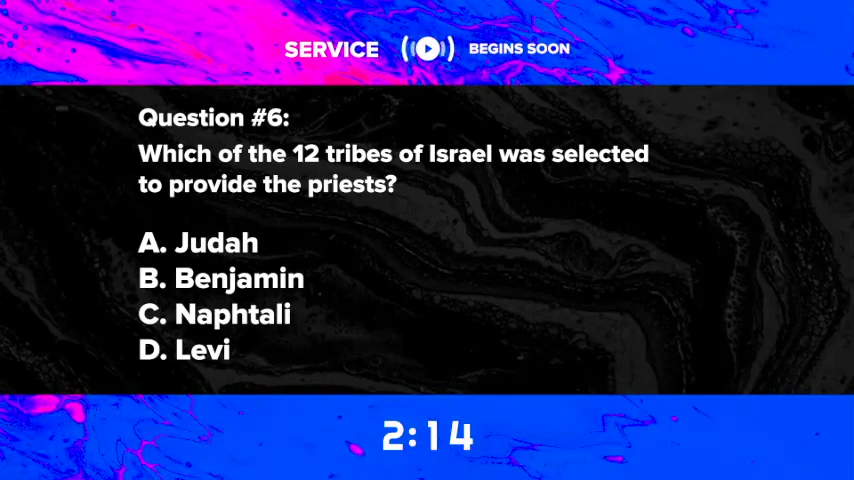 SERVICE BEGINS SOON
Question #6:
Which of the 12 tribes of Israel was selected
to provide the priests?
A. Judah
B. Benjamin
C. Naphtali
D. Levi
2:14